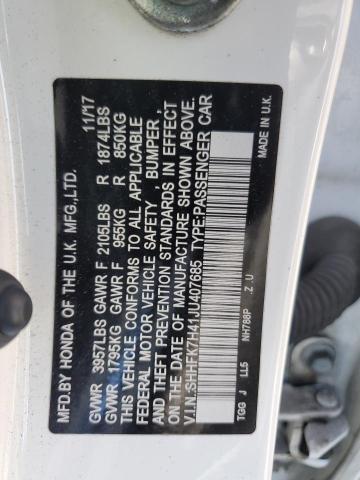 MFD.BY HONDA OF THE U.K. MFG.,LTD. 11/17
GVWR 3957LBS GAWR F 2105LBS R 1874LBS
GVWR 1795KG GAWR F 955KG R 850KG
THIS VEHICLE CONFORMS TO ALL APPLICABLE
FEDERAL MOTOR VEHICLE SAFETY , BUMPER ,
AND THEFT PREVENTION STANDARDS IN EFFECT
ON THE DATE OF MANUFACTURE SHOWN ABOVE.
V.I.N.:SHHFK7H41JU407685 TYPE:PASSENGER CAR
TGG J LL5 NH788P .Z .U MADE IN U.K.